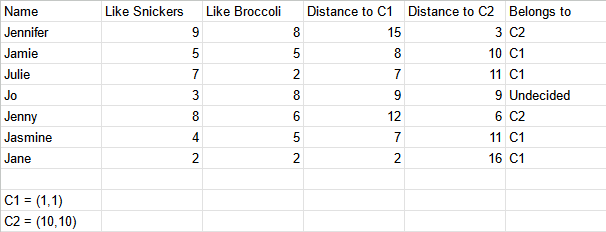 Name Like Snickers Like Broccoli Distance to C1 Distance to C2 Belongs to
Jennifer 9 8 15 3 C2
Jamie 5 5 8 10 C1
Julie 7 2 7 11 C1
Jo 3 8 9 9 Undecided
Jenny 8 6 12 6 C2
Jasmine 4 5 7 11 C1
Jane 2 2 2 16 C1
C1 = (1,1)
C2 = (10,10)